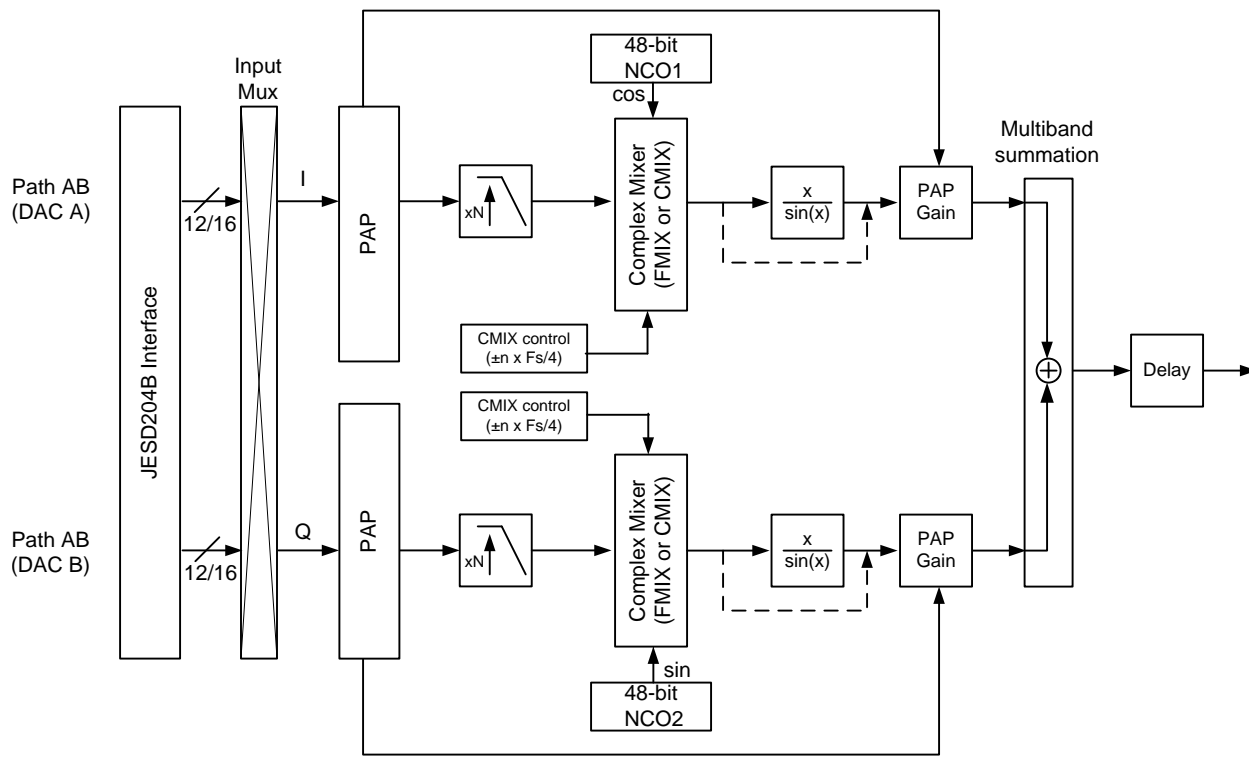 48-bit
NCO1
cos
Input
Mux
Multiband
summation
Path AB
(DAC A)
12/16
JESD204B Interface
I
PAP
xN
Complex Mixer
(FMIX or CMIX)
x
sin(x)
PAP
Gain
CMIX control
(±n x Fs/4)
Delay
CMIX control
(±n x Fs/4)
Path AB
(DAC B)
12/16
Q
PAP
xN
Complex Mixer
(FMIX or CMIX)
x
sin(x)
PAP
Gain
sin
48-bit
NCO2